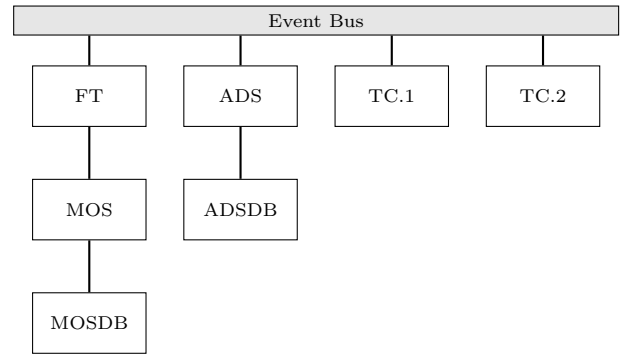 Event Bus
FT
ADS
TC.1
TC.2
MOS
ADSDB
MOSDB